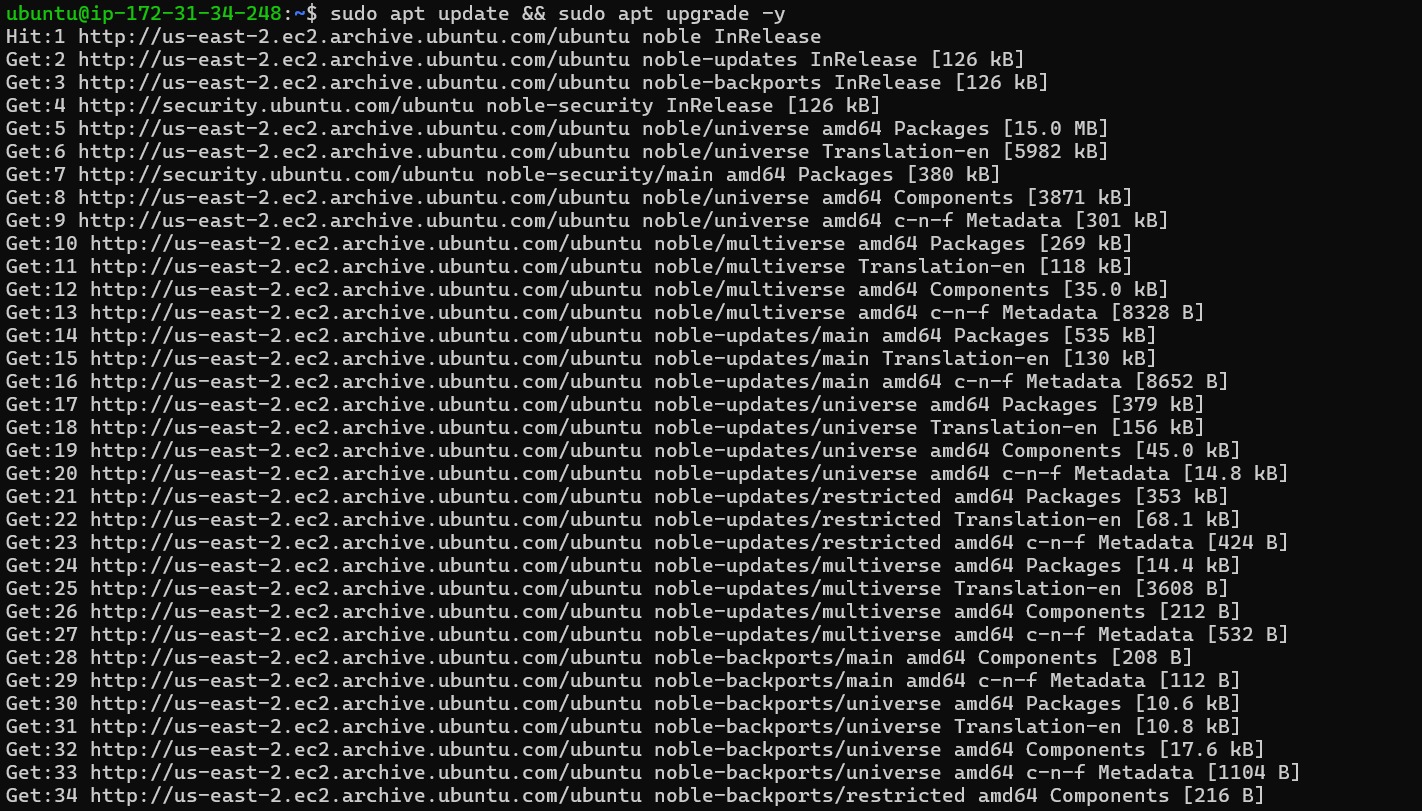 ubuntu@ip-172-31-34-248:~$ sudo apt update && sudo apt upgrade -y
Hit:1 http://us-east-2.ec2.archive.ubuntu.com/ubuntu noble InRelease
Get:2 http://us-east-2.ec2.archive.ubuntu.com/ubuntu noble-updates InRelease [126 kB]
Get:3 http://us-east-2.ec2.archive.ubuntu.com/ubuntu noble-backports InRelease [126 kB]
Get:4 http://security.ubuntu.com/ubuntu noble-security InRelease [126 kB]
Get:5 http://us-east-2.ec2.archive.ubuntu.com/ubuntu noble/universe amd64 Packages [15.0 MB]
Get:6 http://us-east-2.ec2.archive.ubuntu.com/ubuntu noble/universe Translation-en [5982 kB]
Get:7 http://security.ubuntu.com/ubuntu noble-security/main amd64 Packages [380 kB]
Get:8 http://us-east-2.ec2.archive.ubuntu.com/ubuntu noble/universe amd64 Components [3871 kB]
Get:9 http://us-east-2.ec2.archive.ubuntu.com/ubuntu noble/universe amd64 c-n-f Metadata [301 kB]
Get:10 http://us-east-2.ec2.archive.ubuntu.com/ubuntu noble/multiverse amd64 Packages [269 kB]
Get:11 http://us-east-2.ec2.archive.ubuntu.com/ubuntu noble/multiverse Translation-en [118 kB]
Get:12 http://us-east-2.ec2.archive.ubuntu.com/ubuntu noble/multiverse amd64 Components [35.0 kB]
Get:13 http://us-east-2.ec2.archive.ubuntu.com/ubuntu noble/multiverse amd64 c-n-f Metadata [8328 B]
Get:14 http://us-east-2.ec2.archive.ubuntu.com/ubuntu noble-updates/main amd64 Packages [535 kB]
Get:15 http://us-east-2.ec2.archive.ubuntu.com/ubuntu noble-updates/main Translation-en [130 kB]
Get:16 http://us-east-2.ec2.archive.ubuntu.com/ubuntu noble-updates/main amd64 c-n-f Metadata [8652 B]
Get:17 http://us-east-2.ec2.archive.ubuntu.com/ubuntu noble-updates/universe amd64 Packages [379 kB]
Get:18 http://us-east-2.ec2.archive.ubuntu.com/ubuntu noble-updates/universe Translation-en [156 kB]
Get:19 http://us-east-2.ec2.archive.ubuntu.com/ubuntu noble-updates/universe amd64 Components [45.0 kB]
Get:20 http://us-east-2.ec2.archive.ubuntu.com/ubuntu noble-updates/universe amd64 c-n-f Metadata [14.8 kB]
Get:21 http://us-east-2.ec2.archive.ubuntu.com/ubuntu noble-updates/restricted amd64 Packages [353 kB]
Get:22 http://us-east-2.ec2.archive.ubuntu.com/ubuntu noble-updates/restricted Translation-en [68.1 kB]
Get:23 http://us-east-2.ec2.archive.ubuntu.com/ubuntu noble-updates/restricted amd64 c-n-f Metadata [424 B]
Get:24 http://us-east-2.ec2.archive.ubuntu.com/ubuntu noble-updates/multiverse amd64 Packages [14.4 kB]
Get:25 http://us-east-2.ec2.archive.ubuntu.com/ubuntu noble-updates/multiverse Translation-en [3608 B]
Get:26 http://us-east-2.ec2.archive.ubuntu.com/ubuntu noble-updates/multiverse amd64 Components [212 B]
Get:27 http://us-east-2.ec2.archive.ubuntu.com/ubuntu noble-updates/multiverse amd64 c-n-f Metadata [532 B]
Get:28 http://us-east-2.ec2.archive.ubuntu.com/ubuntu noble-backports/main amd64 Components [208 B]
Get:29 http://us-east-2.ec2.archive.ubuntu.com/ubuntu noble-backports/main amd64 c-n-f Metadata [112 B]
Get:30 http://us-east-2.ec2.archive.ubuntu.com/ubuntu noble-backports/universe amd64 Packages [10.6 kB]
Get:31 http://us-east-2.ec2.archive.ubuntu.com/ubuntu noble-backports/universe Translation-en [10.8 kB]
Get:32 http://us-east-2.ec2.archive.ubuntu.com/ubuntu noble-backports/universe amd64 Components [17.6 kB]
Get:33 http://us-east-2.ec2.archive.ubuntu.com/ubuntu noble-backports/universe amd64 c-n-f Metadata [1104 B]
Get:34 http://us-east-2.ec2.archive.ubuntu.com/ubuntu noble-backports/restricted amd64 Components [216 B]